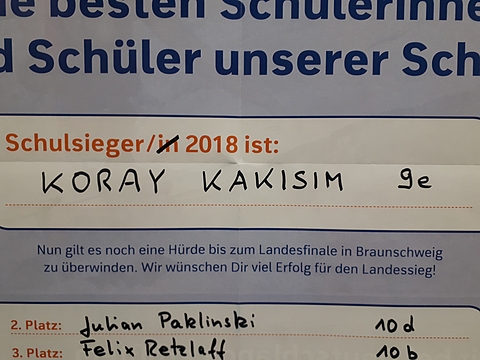 ie besten Schülerinne
d Schüler unserer Sch
Schulsieger/in 2018 ist:
KORAY KAKISIM 9e
Nun gilt es noch eine Hürde bis zum Landesfinale in Braunschweig
zu überwinden. Wir wünschen Dir viel Erfolg für den Landessieg!
2. Platz: Julian Paklinski 10d
3. Platz: Felix Retzlaff 10b